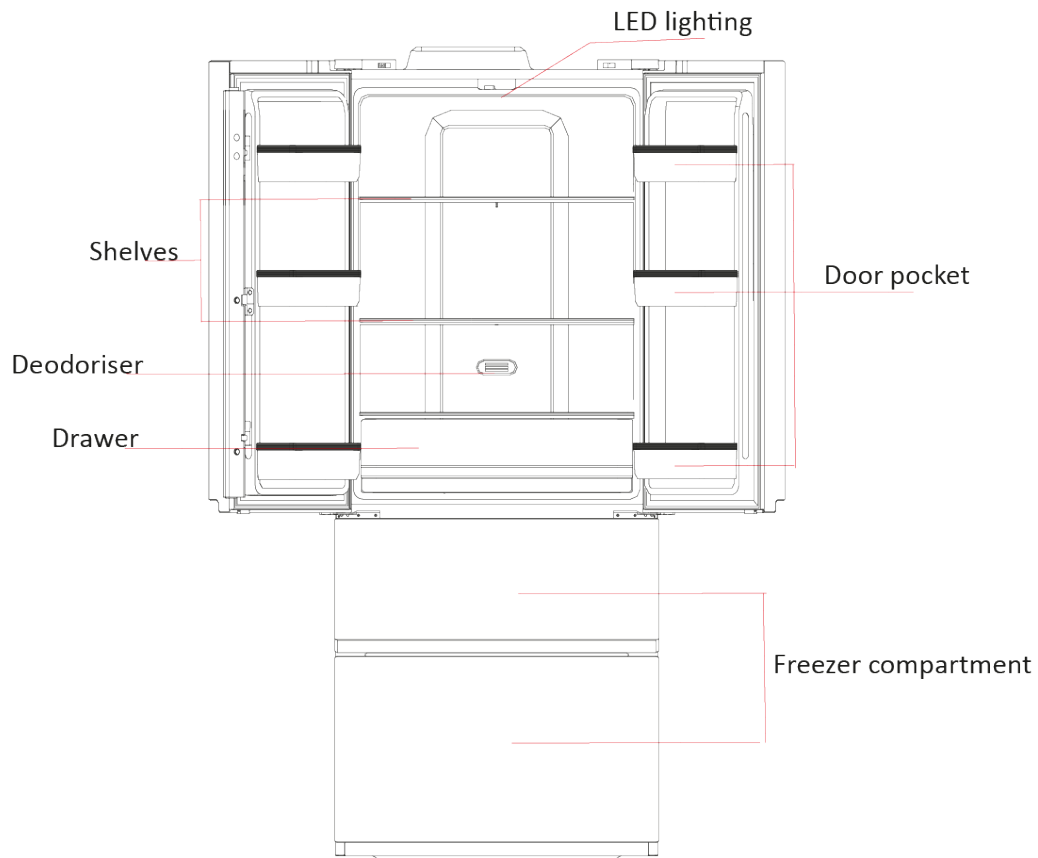 LED lighting
Shelves
Door pocket
Deodoriser
Drawer
Freezer compartment